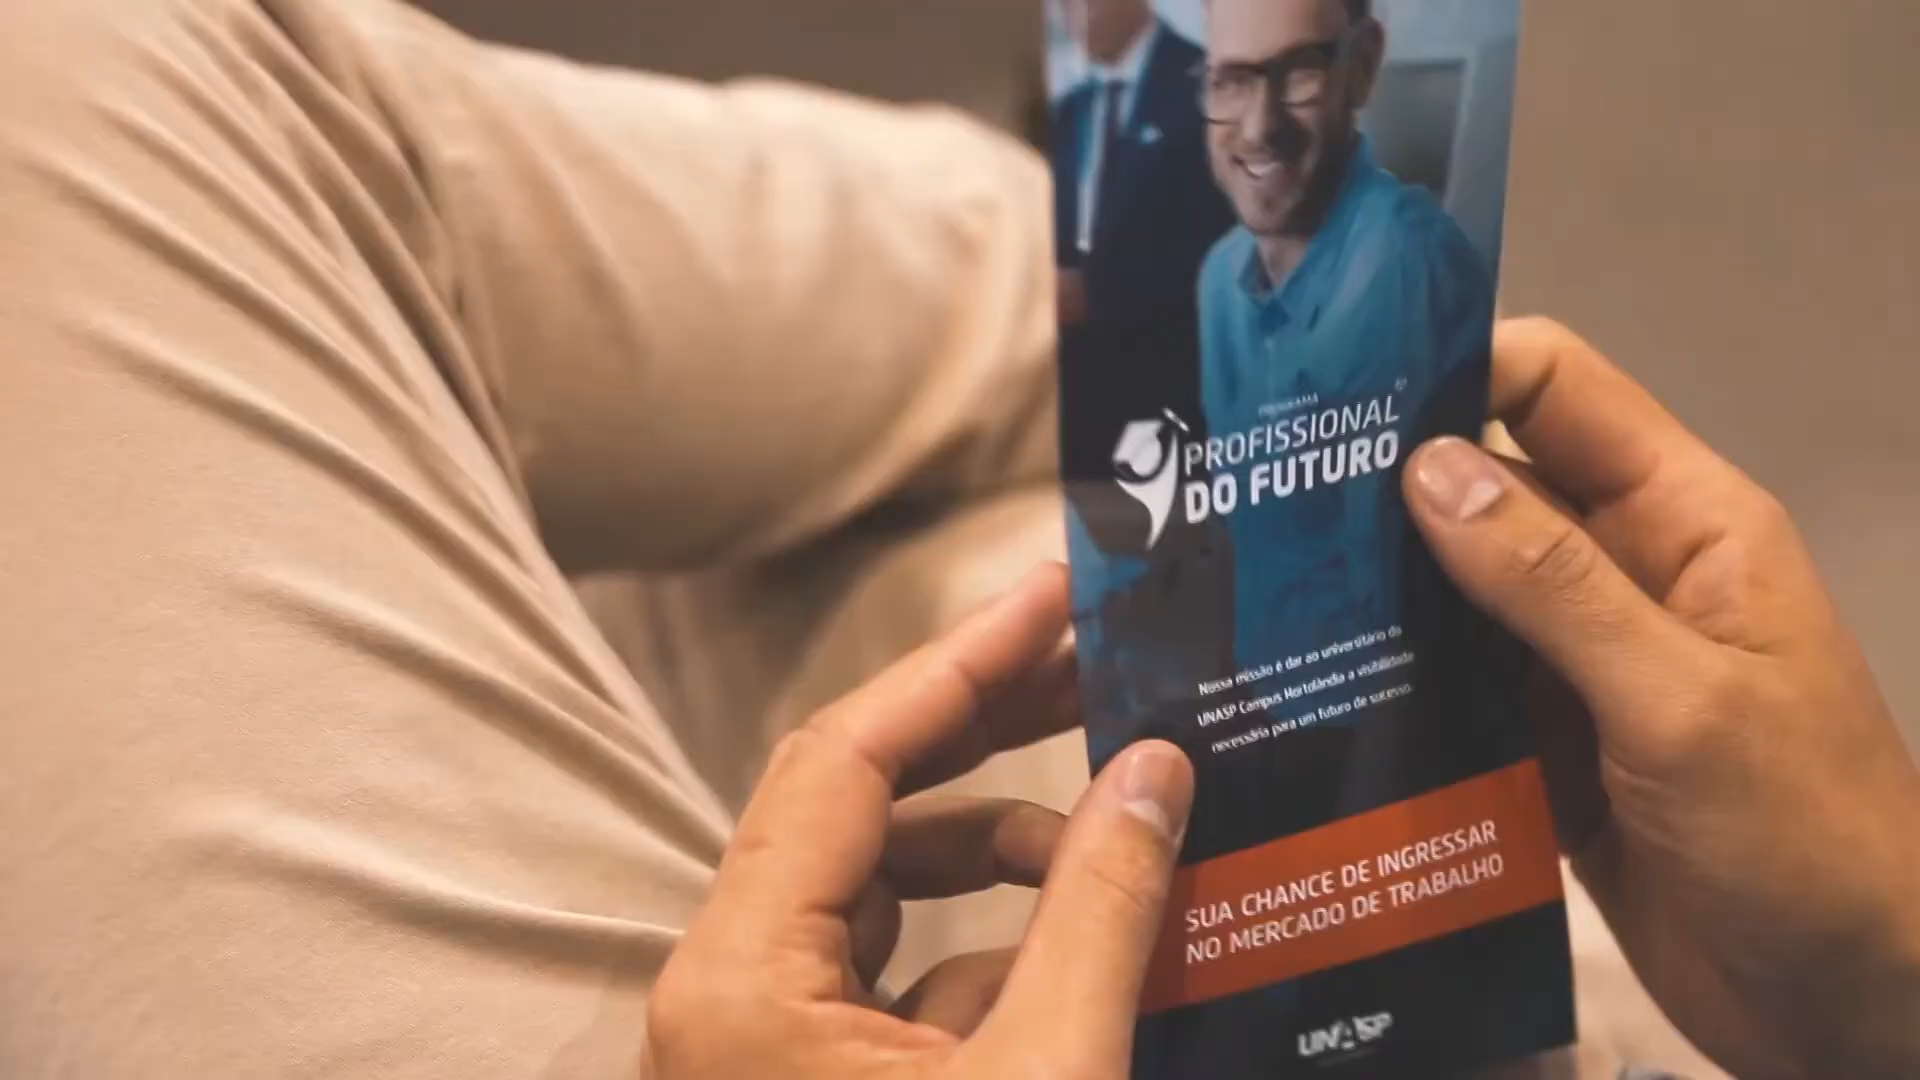 PROGRAMA
PROFISSIONAL
DO FUTURO
Nossa missão é dar ao universitário do
UNASP Campus Hortolândia a visibilidade
necessária para um futuro de sucesso.
SUA CHANCE DE INGRESSAR
NO MERCADO DE TRABALHO
UNASP